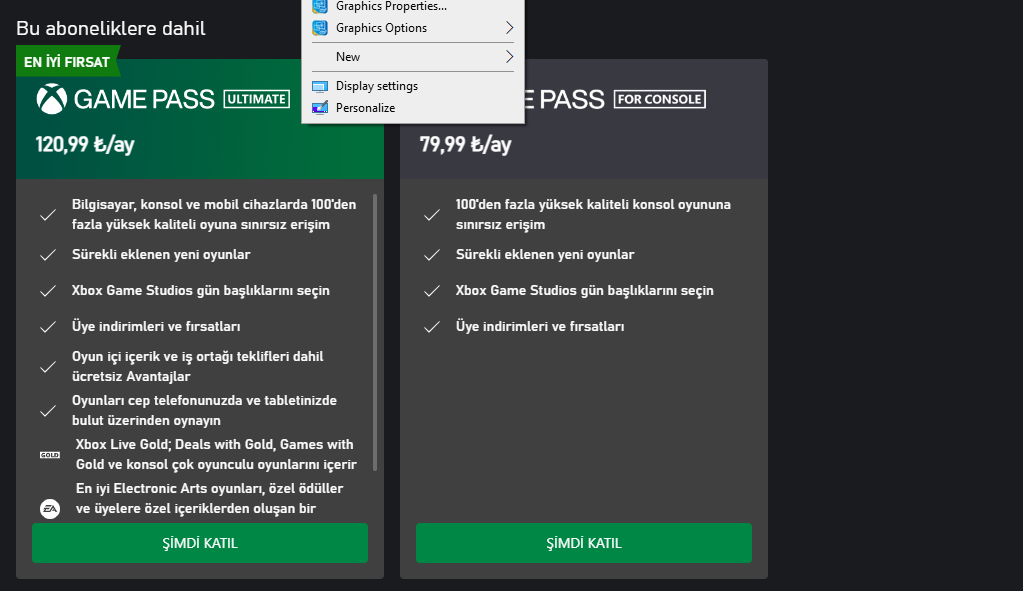 Bu aboneliklere dahil
EN İYİ FIRSAT
GAME PASS ULTIMATE
120,99 ₺/ay
Bilgisayar, konsol ve mobil cihazlarda 100'den
fazla yüksek kaliteli oyuna sınırsız erişim
Sürekli eklenen yeni oyunlar
Xbox Game Studios gün başlıklarını seçin
Üye indirimleri ve fırsatları
Oyun içi içerik ve iş ortağı teklifleri dahil
ücretsiz Avantajlar
Oyunları cep telefonunuzda ve tabletinizde
bulut üzerinden oynayın
GOLD
Xbox Live Gold; Deals with Gold, Games with
Gold ve konsol çok oyunculu oyunlarını içerir
EA
En iyi Electronic Arts oyunları, özel ödüller
ve üyelere özel içeriklerden oluşan bir
ŞİMDİ KATIL
Graphics Properties...
Graphics Options
New
Display settings
Personalize
E PASS FOR CONSOLE
79,99 ₺/ay
100'den fazla yüksek kaliteli konsol oyununa
sınırsız erişim
Sürekli eklenen yeni oyunlar
Xbox Game Studios gün başlıklarını seçin
Üye indirimleri ve fırsatları
ŞİMDİ KATIL